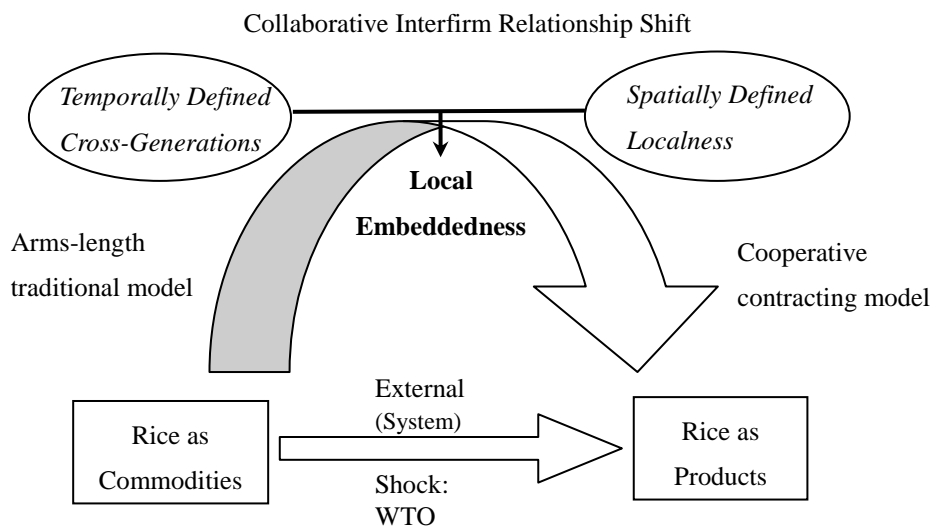 Collaborative Interfirm Relationship Shift
Temporally Defined
Cross-Generations
Spatially Defined
Localness
Local
Embeddedness
Arms-length
traditional model
Cooperative
contracting model
External
(System)
Rice as
Commodities
Rice as
Products
Shock:
WTO